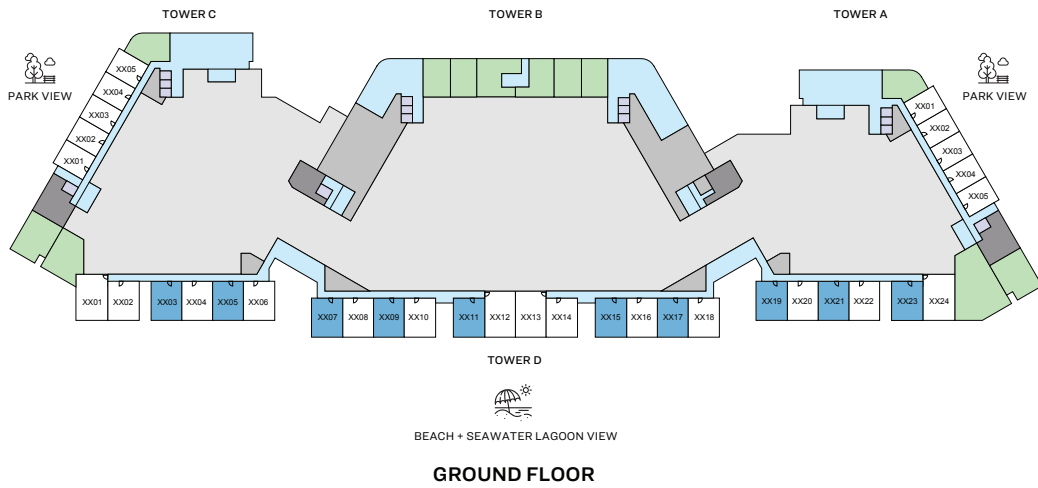 TOWER C
TOWER B
TOWER A
PARK VIEW
PARK VIEW
XX05
XX04
XX03
XX02
XX01
XX01
XX02
XX03
XX04
XX05
XX01
XX02
XX03
XX04
XX05
XX06
XX07
XX08
XX09
XX10
XX11
XX12
XX13
XX14
XX15
XX16
XX17
XX18
XX19
XX20
XX21
XX22
XX23
XX24
TOWER D
BEACH + SEAWATER LAGOON VIEW
GROUND FLOOR